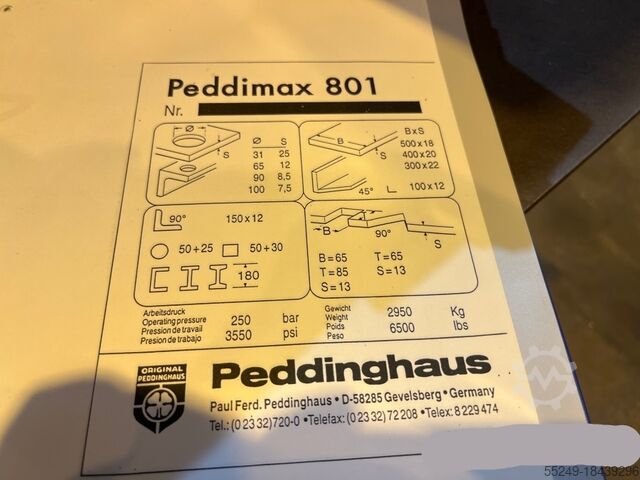 Peddimax 801
Nr.
Ø S
31 25
65 12
90 8,5
100 7,5
Ø
S
B
S
BxS
500x18
400x20
300x22
45° 100x12
90° 150x12
50+25 50+30
180
B
90°
S
B=65 T=65
T=85 S=13
S=13
Arbeitsdruck
Operating pressure 250 bar
Pression de travail 3550 psi
Presion de trabajo
Gewicht
Weight 2950 Kg
Poids 6500 lbs
Peso
ORIGINAL
PEDDINGHAUS
Peddinghaus
Paul Ferd. Peddinghaus • D-58285 Gevelsberg • Germany
Tel.: (0 23 32) 720-0 • Telefax: (0 23 32) 72 208 • Telex: 8 229 474
55249-18439296